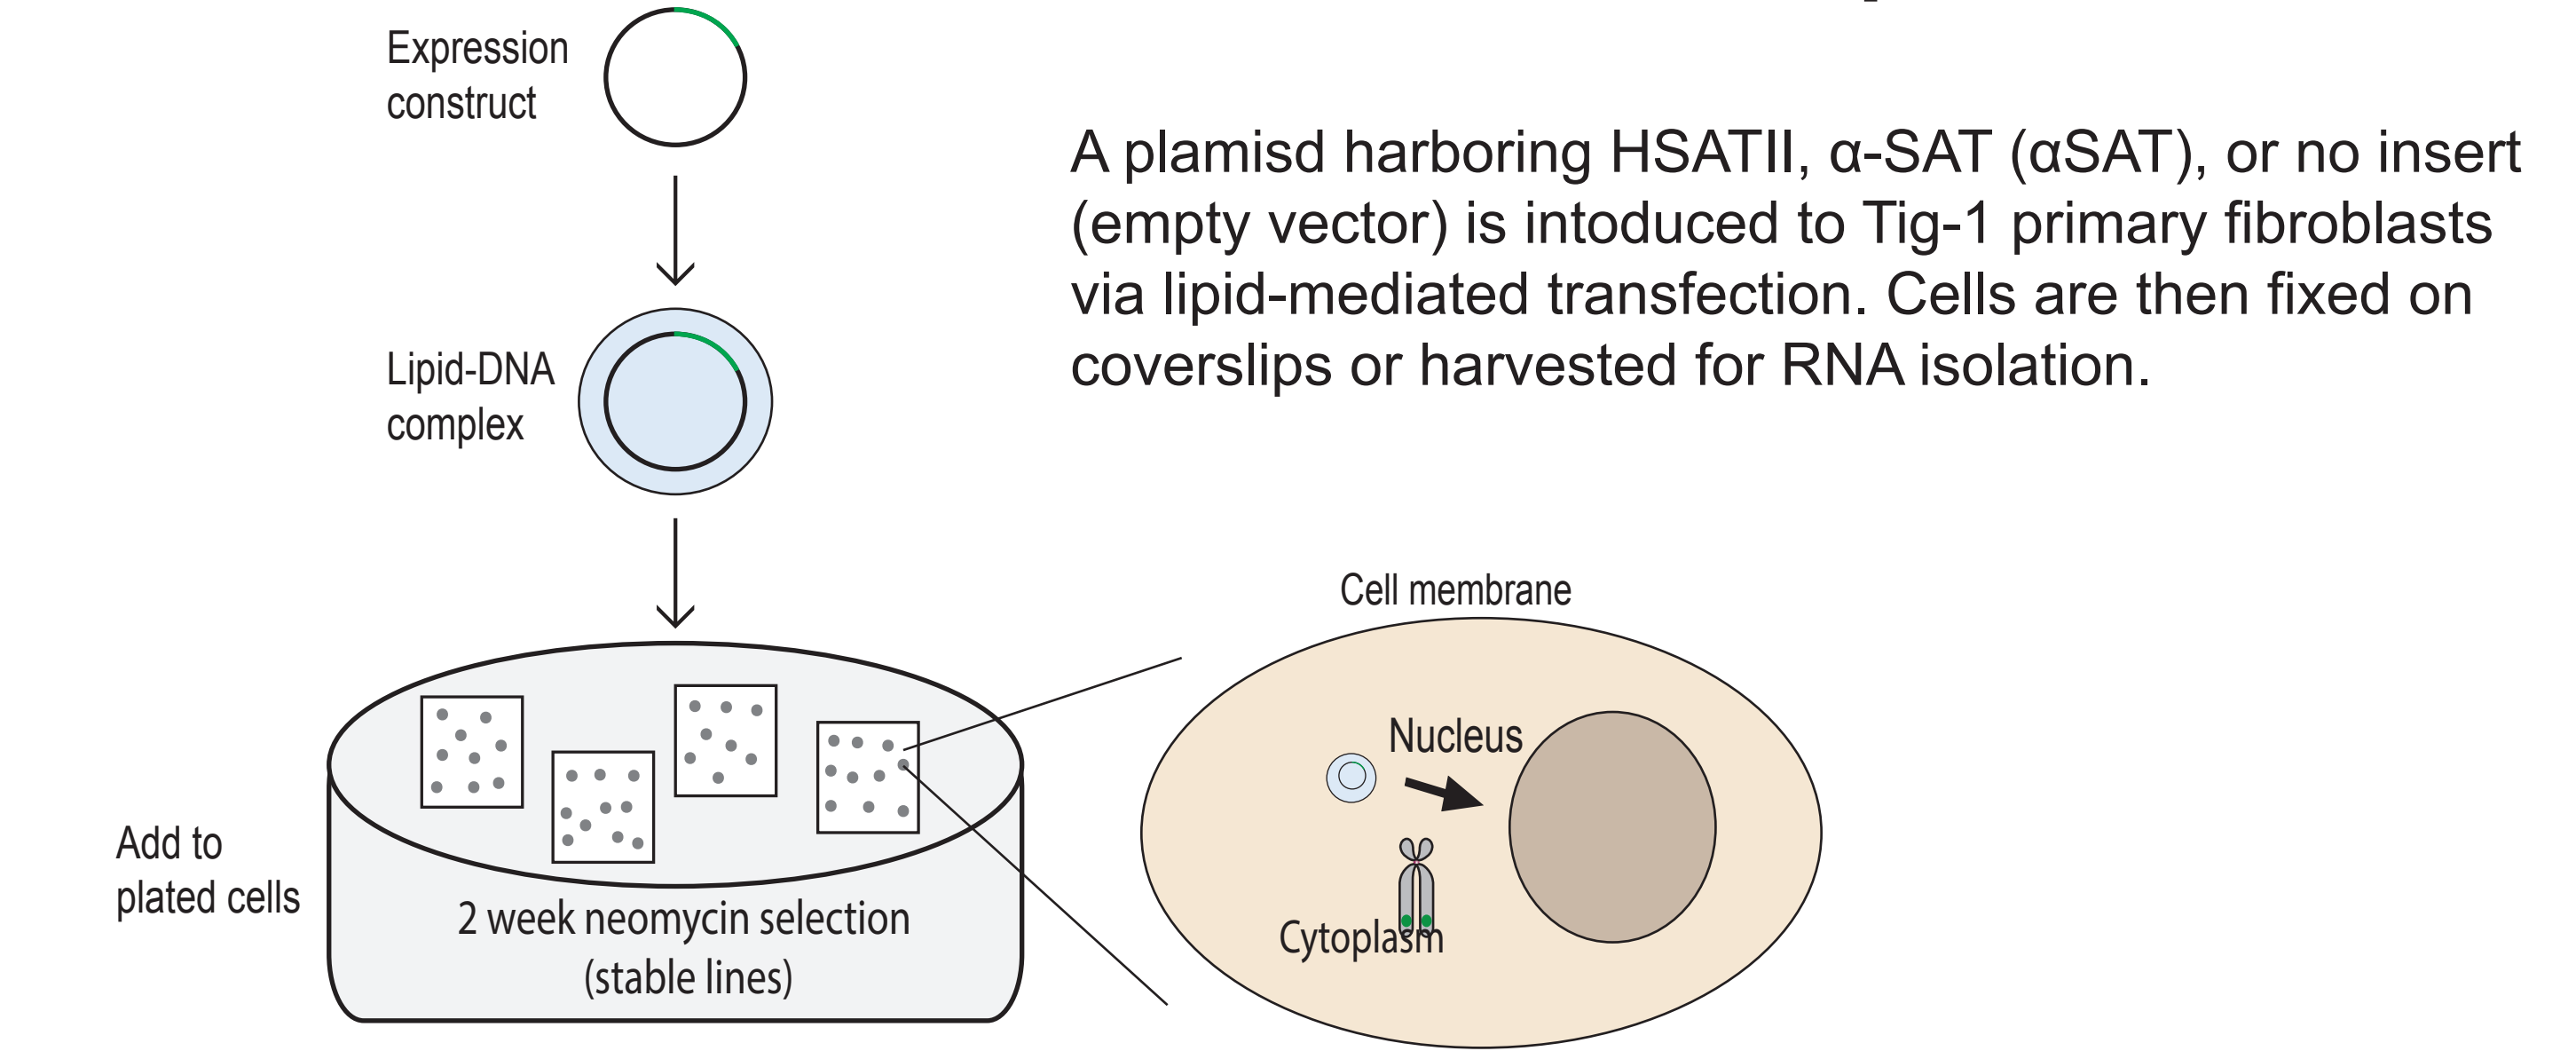 Expression
construct
A plamisd harboring HSATII, α-SAT (αSAT), or no insert
(empty vector) is intoduced to Tig-1 primary fibroblasts
via lipid-mediated transfection. Cells are then fixed on
coverslips or harvested for RNA isolation.
Lipid-DNA
complex
Cell membrane
Nucleus
Cytoplasm
Add to
plated cells
2 week neomycin selection
(stable lines)